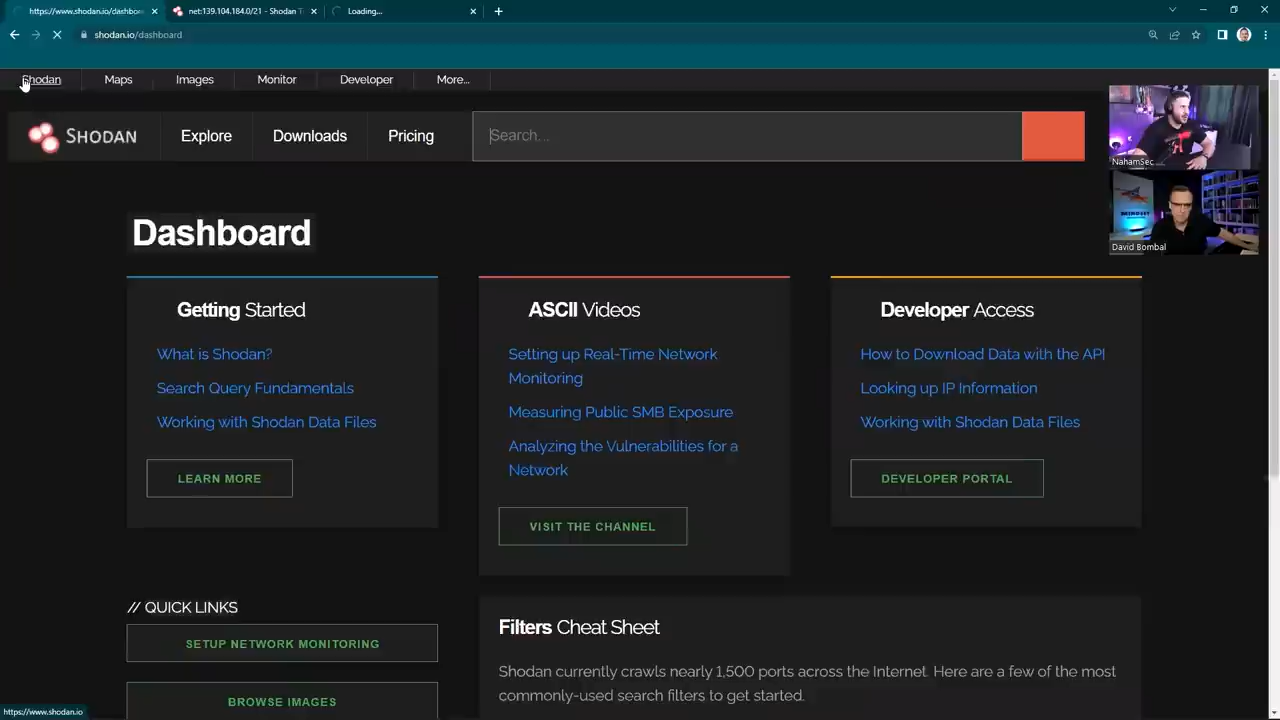 https://www.shodan.io/dashboa
net:139.104.184.0/21 - Shodan
Loading...
shodan.io/dashboard
Shodan
Maps
Images
Monitor
Developer
More...
SHODAN
Explore
Downloads
Pricing
Search...
NahamSec
David Bombal
Dashboard
Getting Started
What is Shodan?
Search Query Fundamentals
Working with Shodan Data Files
LEARN MORE
ASCII Videos
Setting up Real-Time Network
Monitoring
Measuring Public SMB Exposure
Analyzing the Vulnerabilities for a
Network
VISIT THE CHANNEL
Developer Access
How to Download Data with the API
Looking up IP Information
Working with Shodan Data Files
DEVELOPER PORTAL
// QUICK LINKS
SETUP NETWORK MONITORING
BROWSE IMAGES
Filters Cheat Sheet
Shodan currently crawls nearly 1,500 ports across the Internet. Here are a few of the most
commonly-used search filters to get started.
https://www.shodan.io